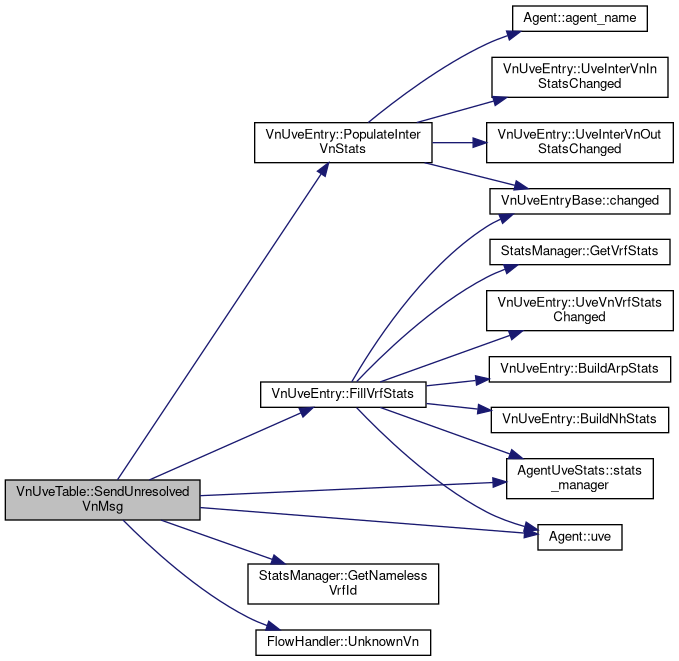 Agent::agent_name
VnUveEntry::UveInterVnIn
StatsChanged
VnUveEntry::PopulateInter
VnStats
VnUveEntry::UveInterVnOut
StatsChanged
VnUveEntryBase::changed
StatsManager::GetVrfStats
VnUveEntry::UveVnVrfStats
Changed
VnUveEntry::BuildArpStats
VnUveEntry::FillVrfStats
VnUveEntry::BuildNhStats
AgentUveStats::stats
_manager
VnUveTable::SendUnresolved
VnMsg
Agent::uve
StatsManager::GetNameless
VrfId
FlowHandler::UnknownVn